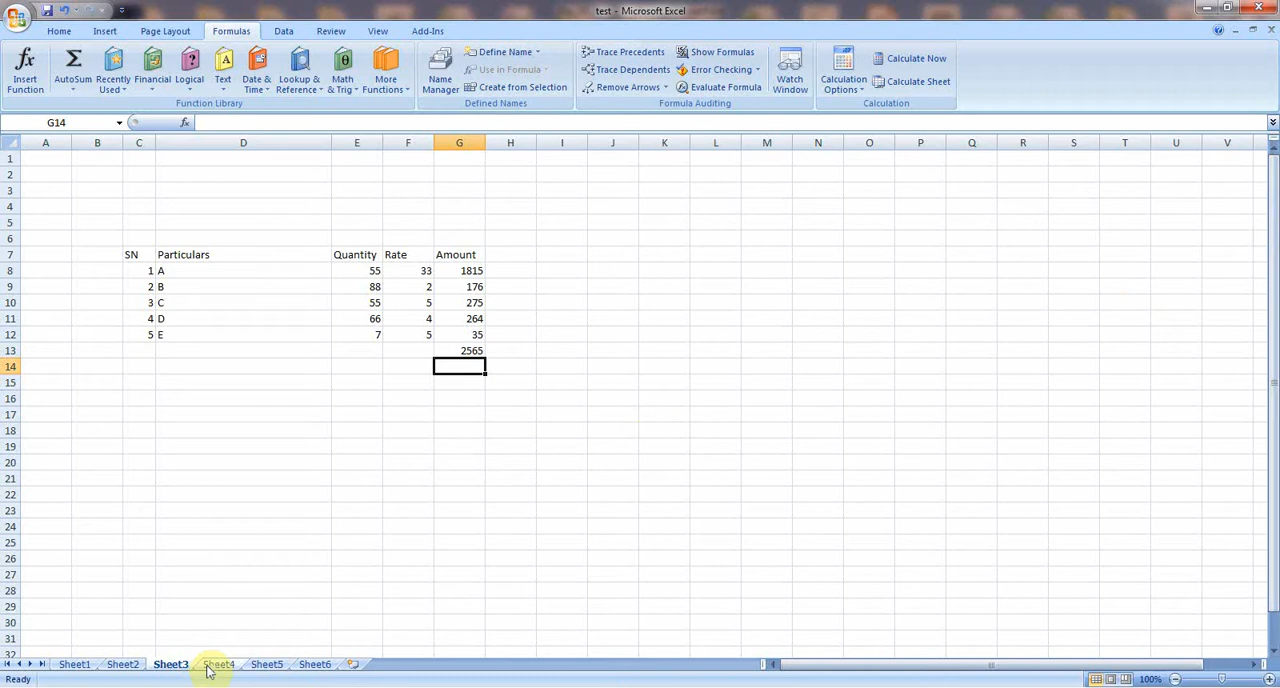 test - Microsoft Excel
Home Insert Page Layout Formulas Data Review View Add-Ins
Insert Function
AutoSum
Recently Used
Financial
Logical
Text
Date & Time
Lookup & Reference
Math & Trig
More Functions
Function Library
Name Manager
Define Name
Use in Formula
Create from Selection
Defined Names
Trace Precedents
Trace Dependents
Remove Arrows
Show Formulas
Error Checking
Evaluate Formula
Formula Auditing
Watch Window
Calculation Options
Calculate Now
Calculate Sheet
Calculation
G14 fx
A B C D E F G H I J K L M N O P Q R S T U V
1
2
3
4
5
6
7 SN Particulars Quantity Rate Amount
8 1 A 55 33 1815
9 2 B 88 2 176
10 3 C 55 5 275
11 4 D 66 4 264
12 5 E 7 5 35
13 2565
14
15
16
17
18
19
20
21
22
23
24
25
26
27
28
29
30
31
32
Sheet1 Sheet2 Sheet3 Sheet4 Sheet5 Sheet6
Ready 100%